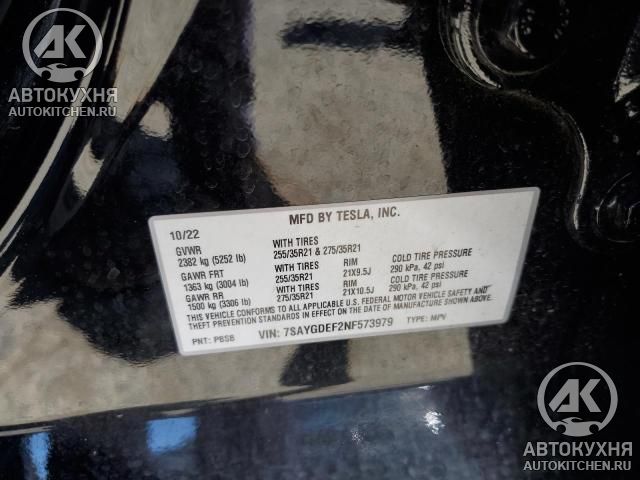 AK
АВТОКУХНЯ
AUTOKITCHEN.RU
MFD BY TESLA, INC.
10/22
GVWR WITH TIRES
2382 kg (5252 lb) 255/35R21 & 275/35R21
GAWR FRT WITH TIRES RIM COLD TIRE PRESSURE
1363 kg (3004 lb) 255/35R21 21X9.5J 290 kPa, 42 psi
GAWR RR WITH TIRES RIM COLD TIRE PRESSURE
1500 kg (3306 lb) 275/35R21 21X10.5J 290 kPa, 42 psi
THIS VEHICLE CONFORMS TO ALL APPLICABLE U.S. FEDERAL MOTOR VEHICLE SAFETY AND
THEFT PREVENTION STANDARDS IN EFFECT ON THE DATE OF MANUFACTURE SHOWN ABOVE.
PNT: PBSB VIN: 7SAYGDEF2NF573979 TYPE: MPV
AK
АВТОКУХНЯ
AUTOKITCHEN.RU